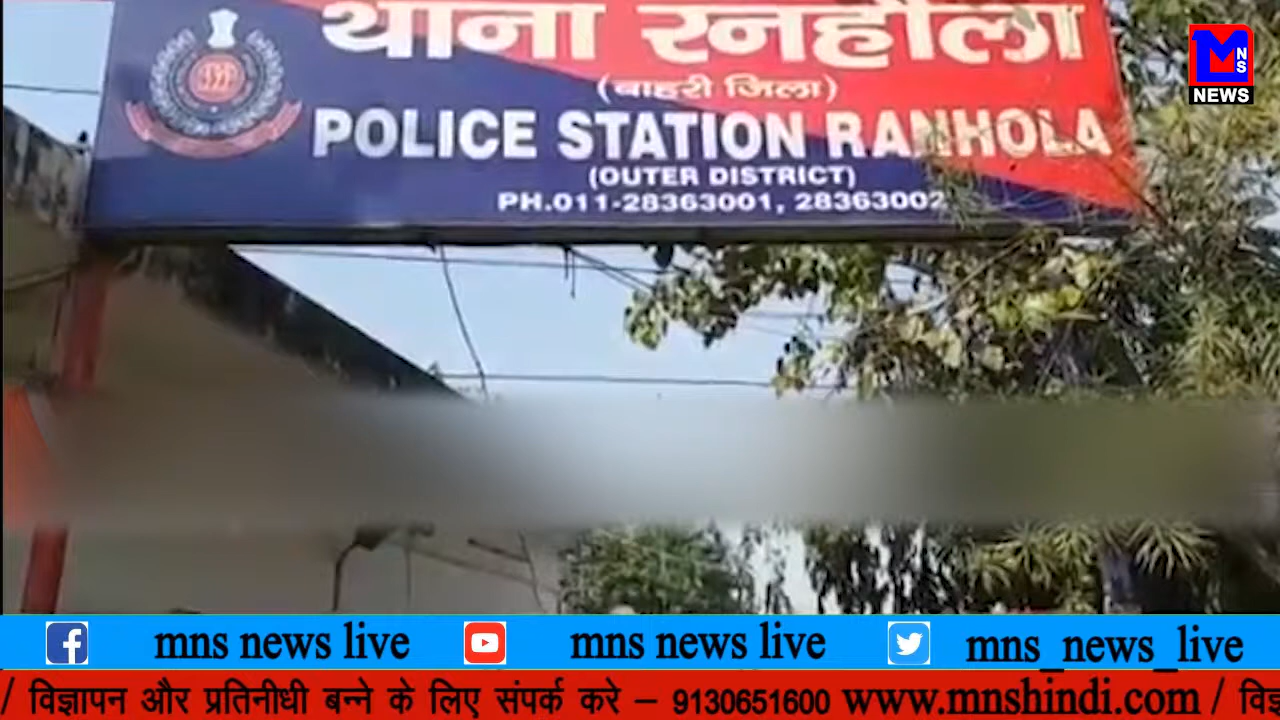 थाना रनहौला
(बाहरी जिला)
POLICE STATION RANHOLA
(OUTER DISTRICT)
PH.011-28363001, 28363002
MNS
NEWS
mns news live
mns news live
mns_news_live
/ विज्ञापन और प्रतिनीधी बन्ने के लिए संपर्क करे – 9130651600 www.mnshindi.com /